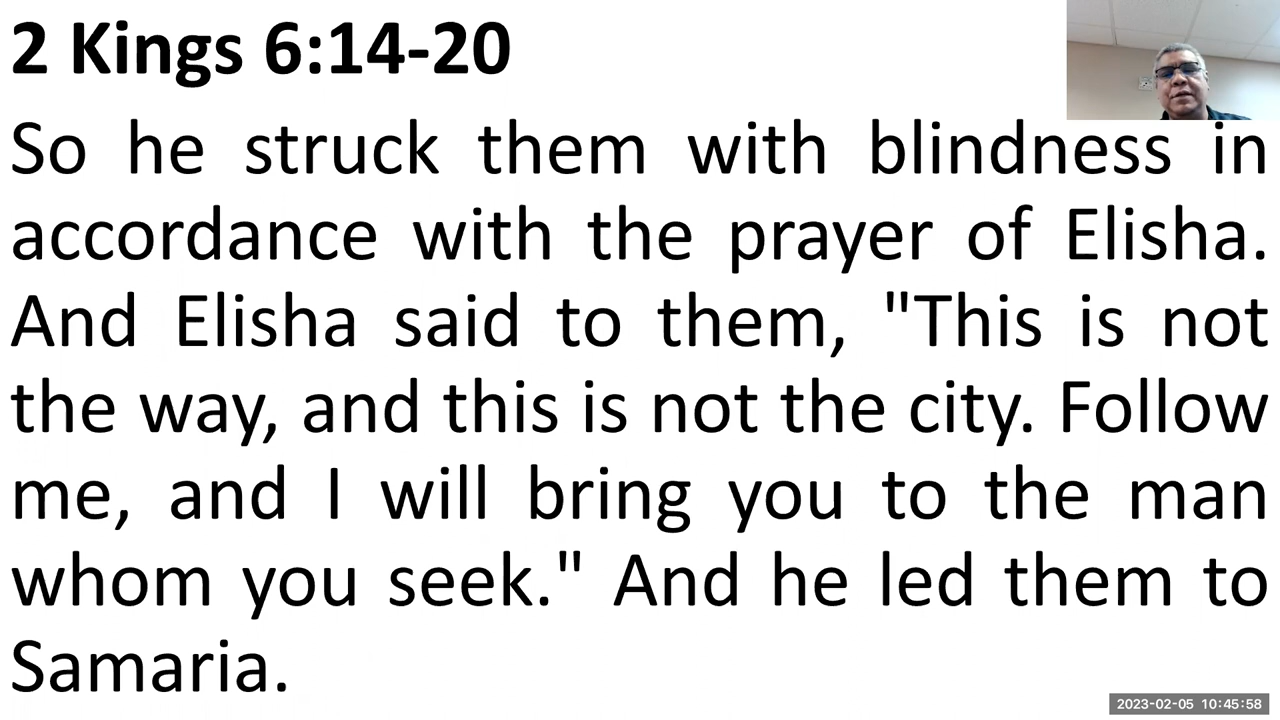 2 Kings 6:14-20
So he struck them with blindness in
accordance with the prayer of Elisha.
And Elisha said to them, "This is not
the way, and this is not the city. Follow
me, and I will bring you to the man
whom you seek." And he led them to
Samaria.
2023-02-05 10:45:58